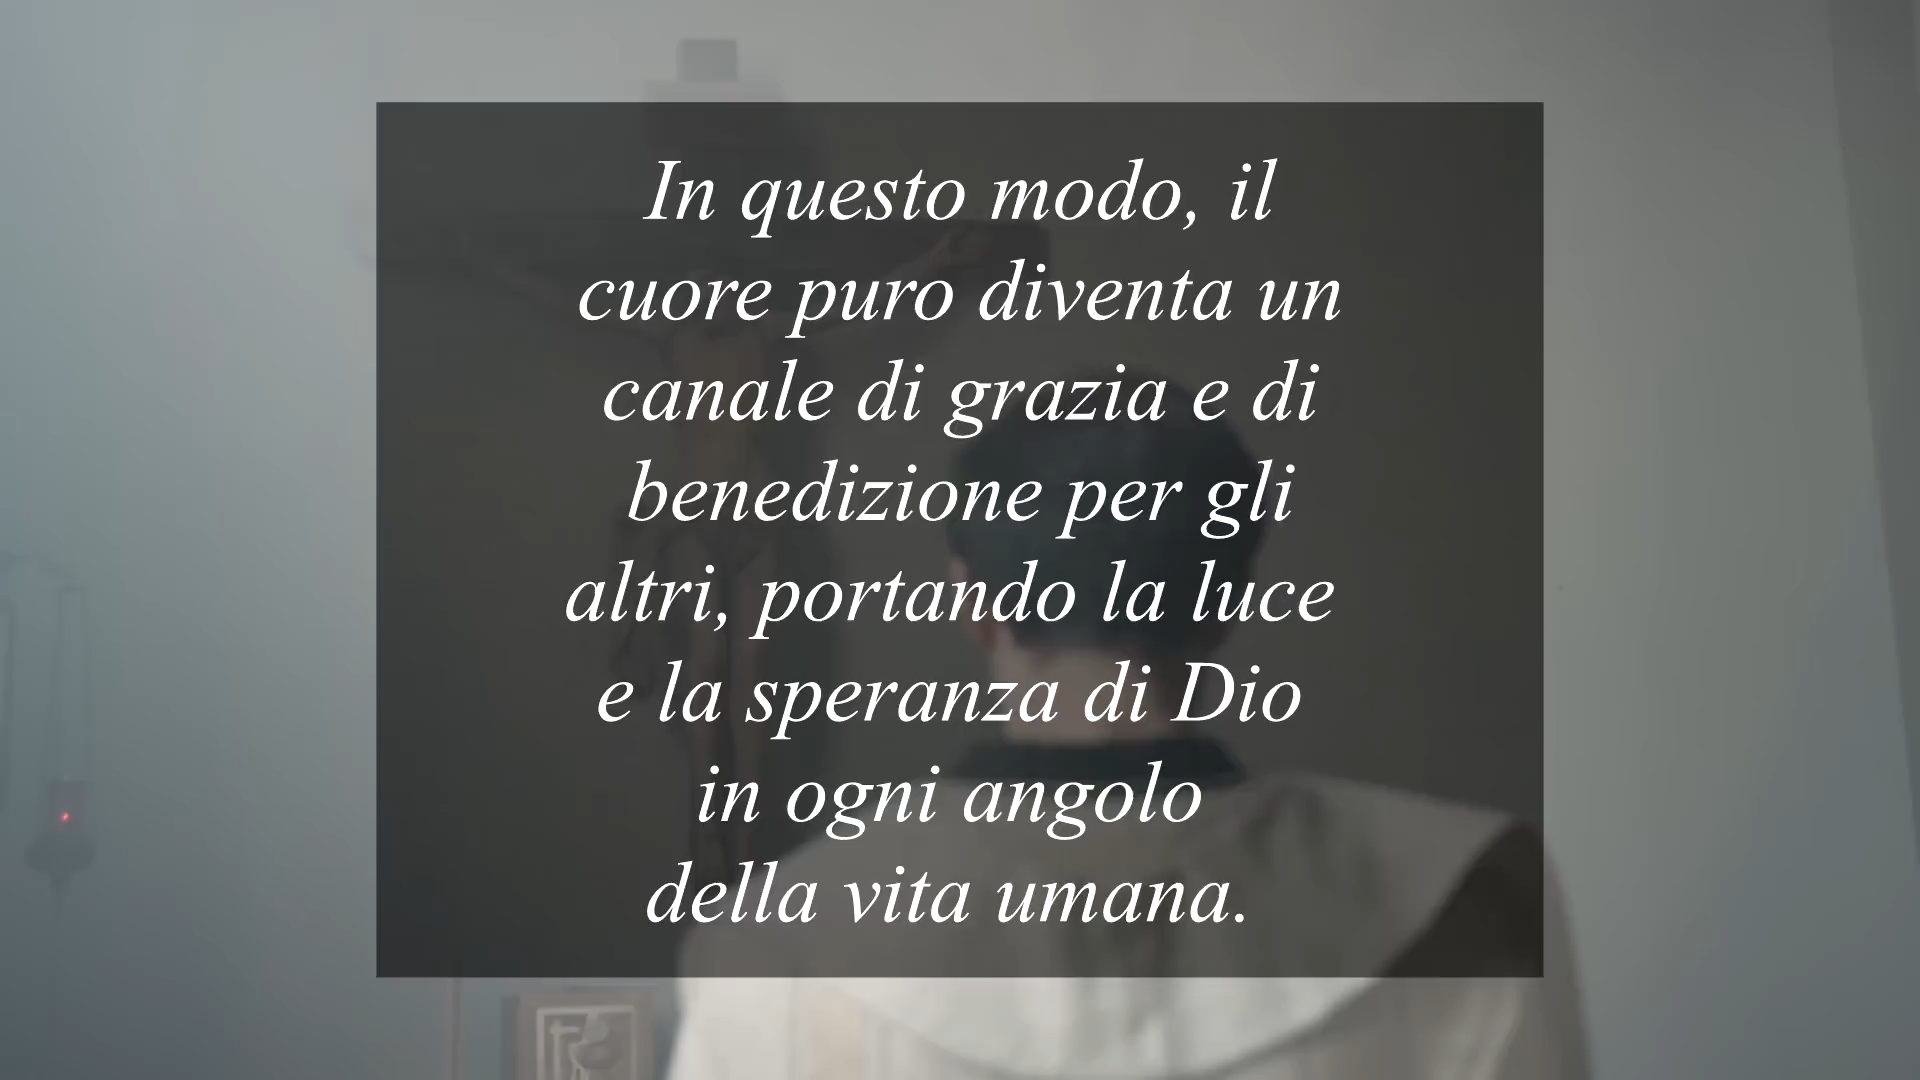 In questo modo, il
cuore puro diventa un
canale di grazia e di
benedizione per gli
altri, portando la luce
e la speranza di Dio
in ogni angolo
della vita umana.